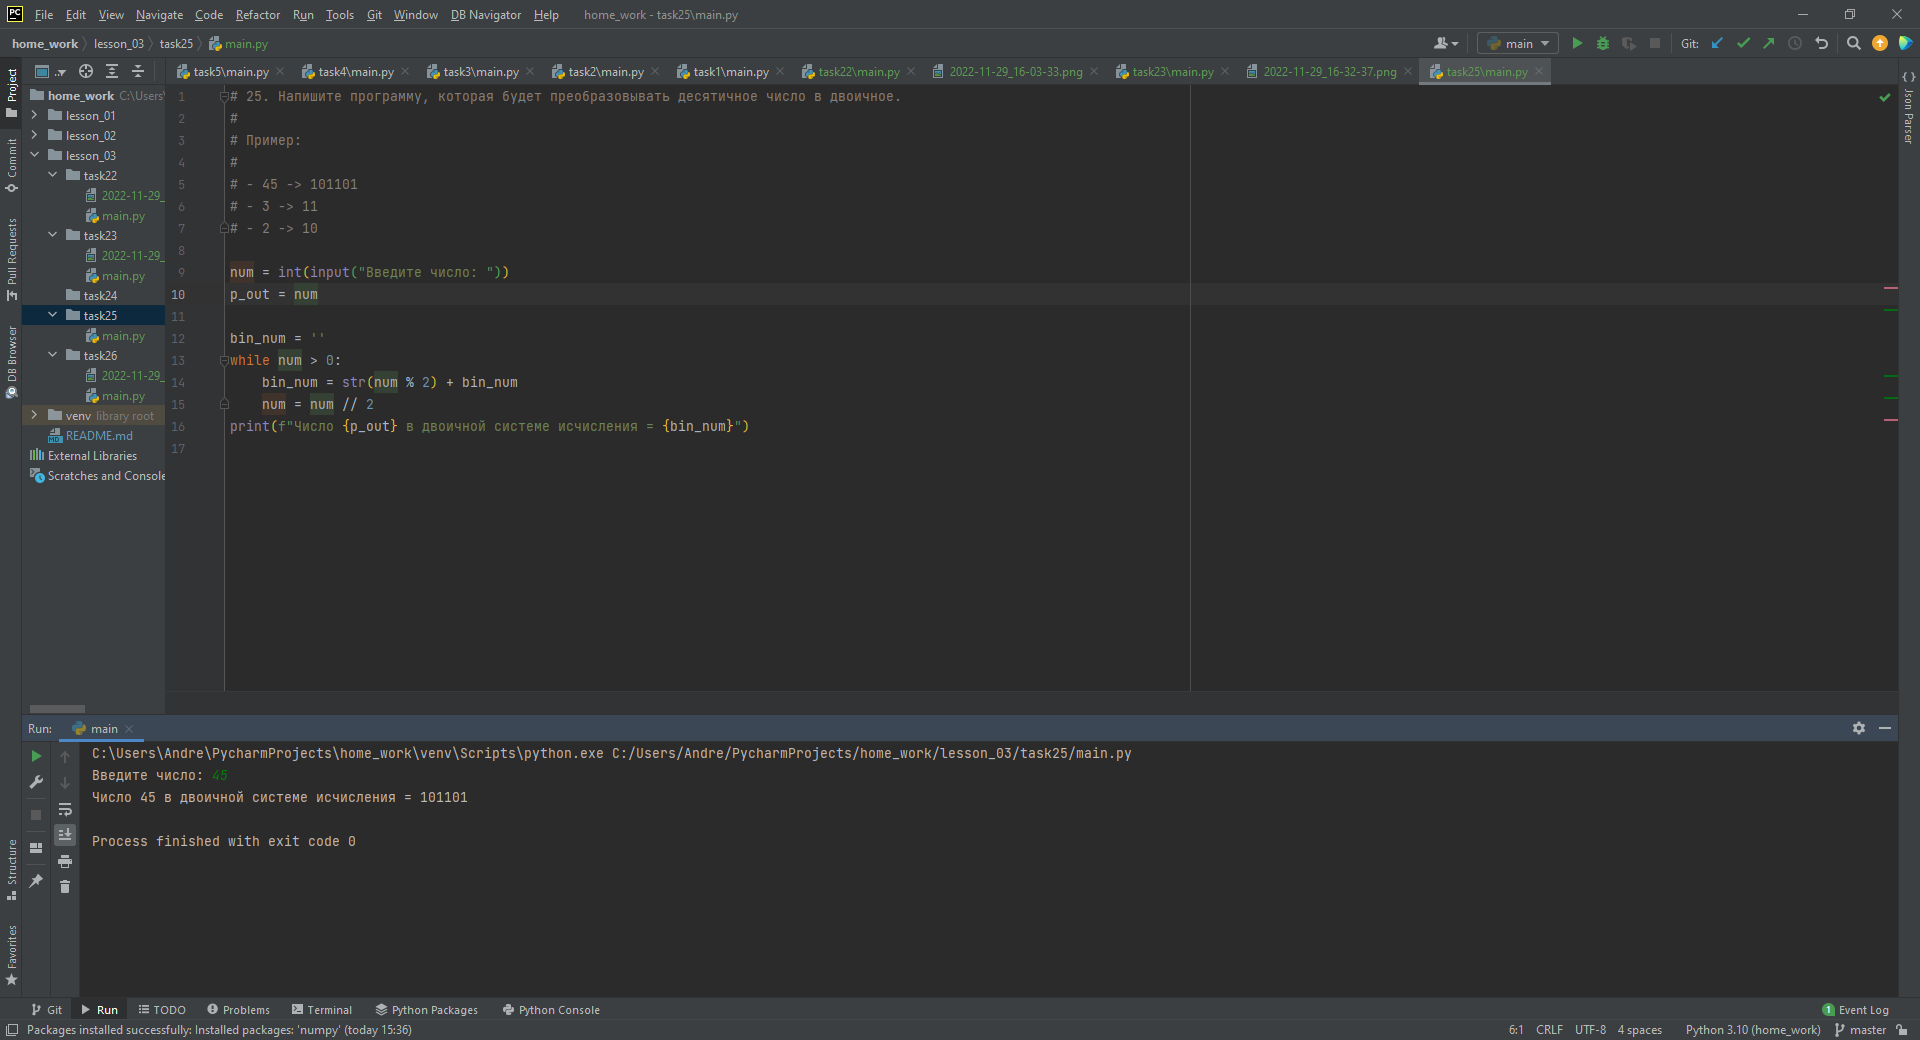 File Edit View Navigate Code Refactor Run Tools Git Window DB Navigator Help home_work - task25\main.py
home_work lesson_03 task25 main.py main Git:
task5\main.py task4\main.py task3\main.py task2\main.py task1\main.py task22\main.py 2022-11-29_16-03-33.png task23\main.py 2022-11-29_16-32-37.png task25\main.py
Project
Commit
Pull Requests
DB Browser
Structure
Favorites
Json Parser
home_work C:\Users\
lesson_01
lesson_02
lesson_03
task22
2022-11-29_
main.py
task23
2022-11-29_
main.py
task24
task25
main.py
task26
2022-11-29_
main.py
venv library root
README.md
External Libraries
Scratches and Console
1 # 25. Напишите программу, которая будет преобразовывать десятичное число в двоичное.
2 #
3 # Пример:
4 #
5 # - 45 -> 101101
6 # - 3 -> 11
7 # - 2 -> 10
8
9 num = int(input("Введите число: "))
10 p_out = num
11
12 bin_num = ''
13 while num > 0:
14     bin_num = str(num % 2) + bin_num
15     num = num // 2
16 print(f"Число {p_out} в двоичной системе исчисления = {bin_num}")
17
Run: main
C:\Users\Andre\PycharmProjects\home_work\venv\Scripts\python.exe C:/Users/Andre/PycharmProjects/home_work/lesson_03/task25/main.py
Введите число: 45
Число 45 в двоичной системе исчисления = 101101
Process finished with exit code 0
Git Run TODO Problems Terminal Python Packages Python Console 1 Event Log
Packages installed successfully: Installed packages: 'numpy' (today 15:36) 6:1 CRLF UTF-8 4 spaces Python 3.10 (home_work) master